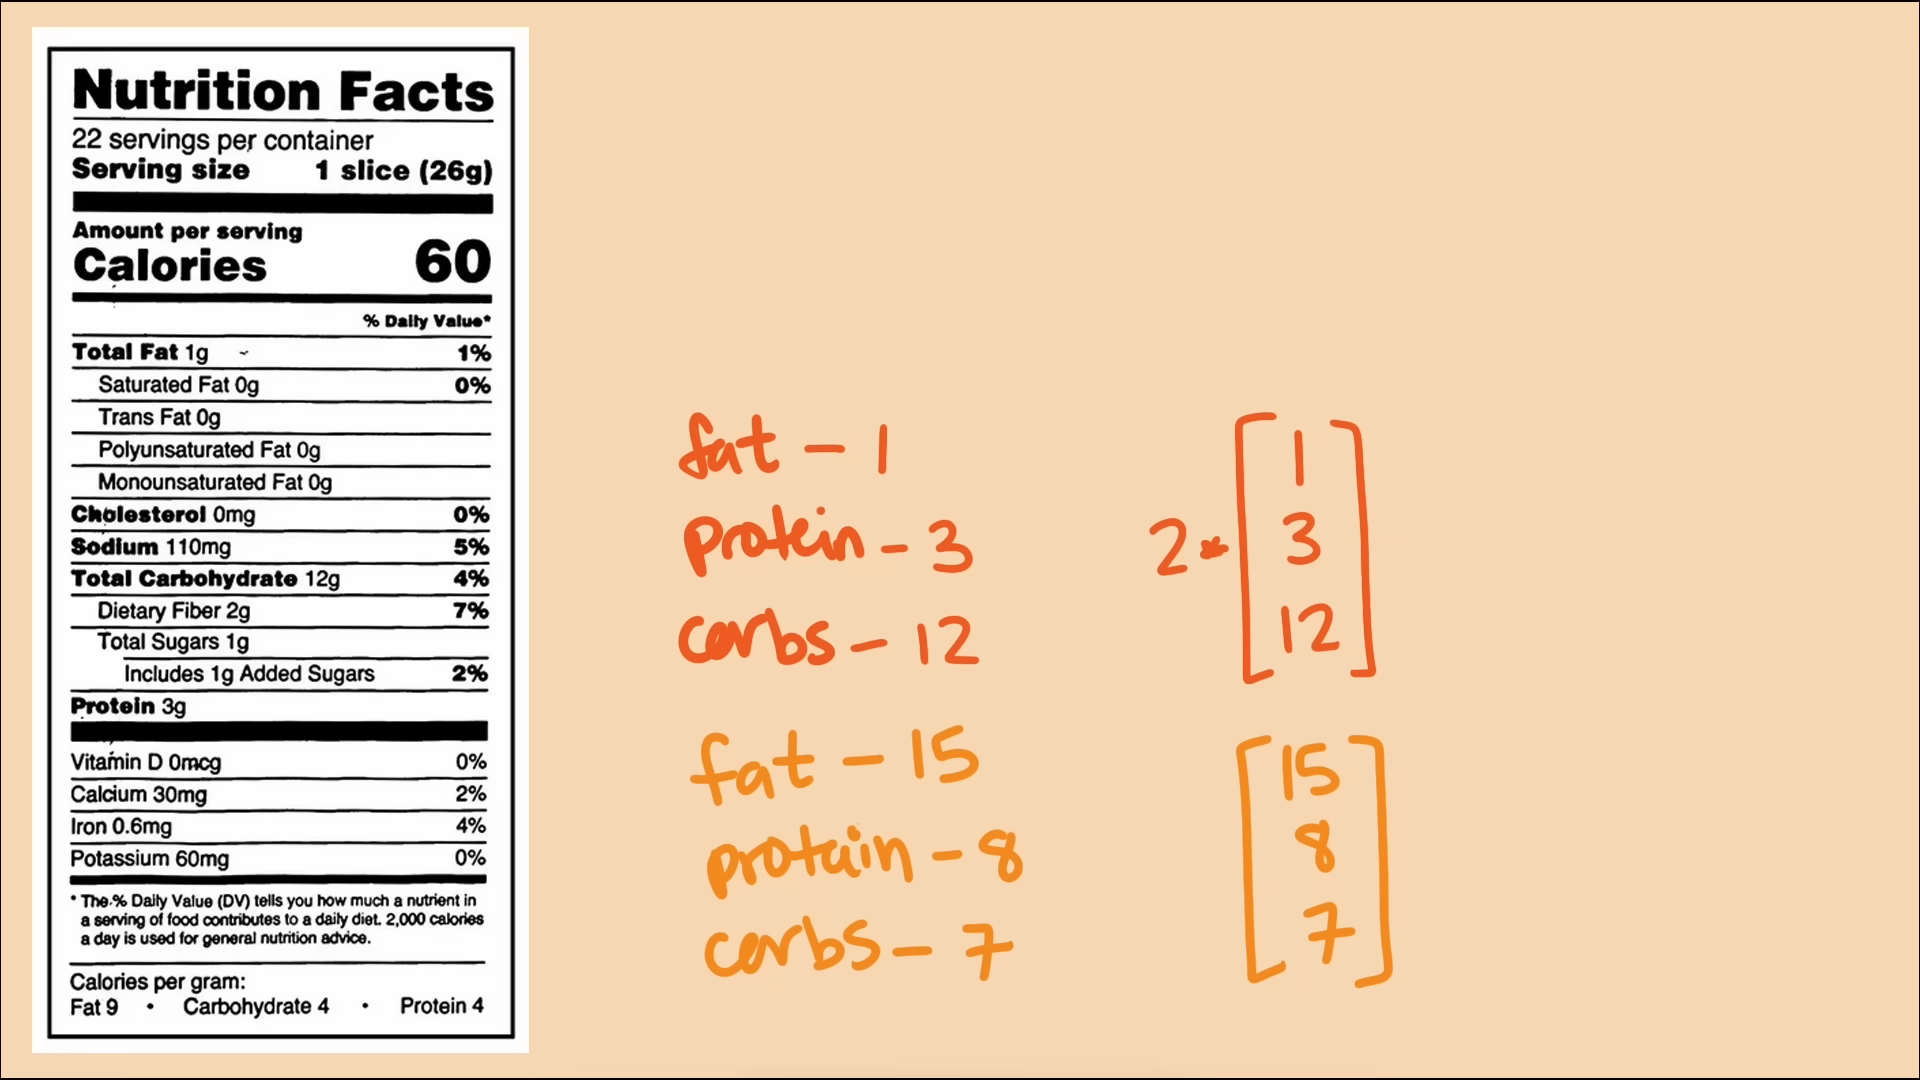 Nutrition Facts
22 servings per container
Serving size 1 slice (26g)
Amount per serving
Calories 60
% Daily Value*
Total Fat 1g 1%
Saturated Fat 0g 0%
Trans Fat 0g
Polyunsaturated Fat 0g
Monounsaturated Fat 0g
Cholesterol 0mg 0%
Sodium 110mg 5%
Total Carbohydrate 12g 4%
Dietary Fiber 2g 7%
Total Sugars 1g
Includes 1g Added Sugars 2%
Protein 3g
Vitamin D 0mcg 0%
Calcium 30mg 2%
Iron 0.6mg 4%
Potassium 60mg 0%
* The % Daily Value (DV) tells you how much a nutrient in
a serving of food contributes to a daily diet. 2,000 calories
a day is used for general nutrition advice.
Calories per gram:
Fat 9 • Carbohydrate 4 • Protein 4
fat - 1
protein - 3
carbs - 12
2 * [1
3
12]
fat - 15
protain - 8
carbs - 7
[15
8
7]